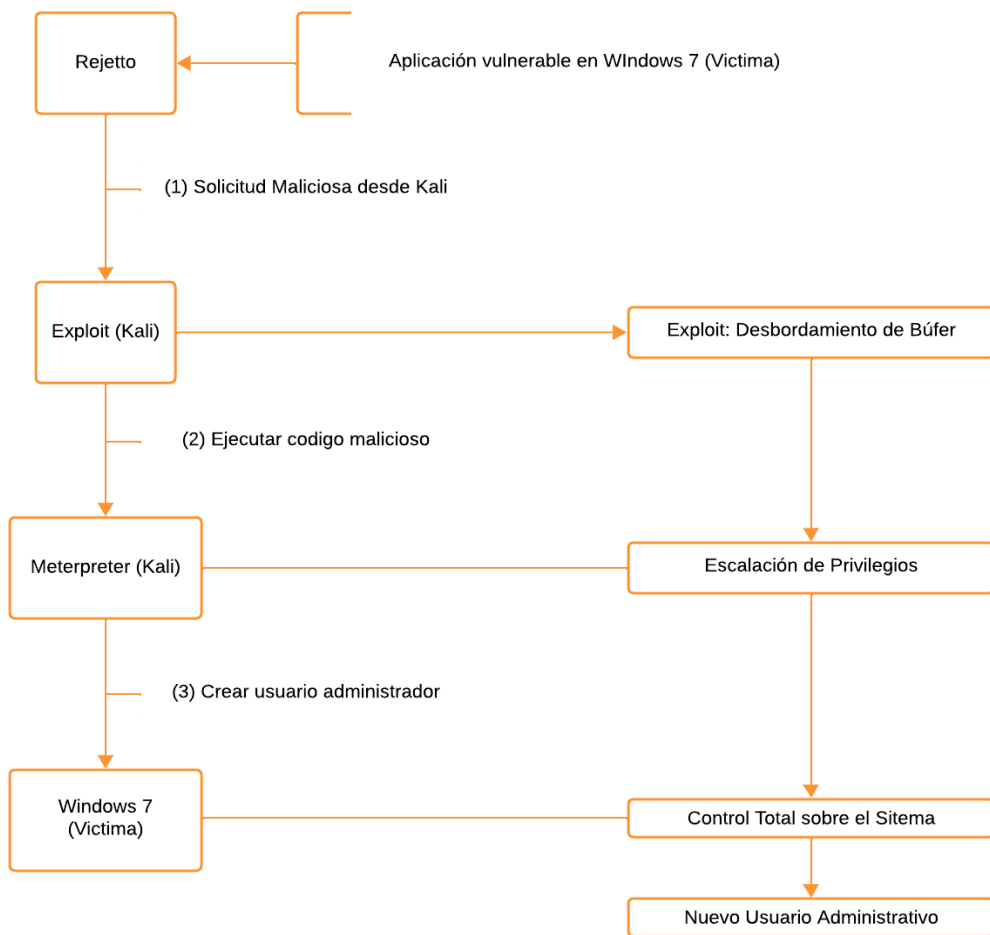 Rejetto
Aplicación vulnerable en WIndows 7 (Victima)
(1) Solicitud Maliciosa desde Kali
Exploit (Kali)
Exploit: Desbordamiento de Búfer
(2) Ejecutar codigo malicioso
Meterpreter (Kali)
Escalación de Privilegios
(3) Crear usuario administrador
Windows 7
(Victima)
Control Total sobre el Sitema
Nuevo Usuario Administrativo